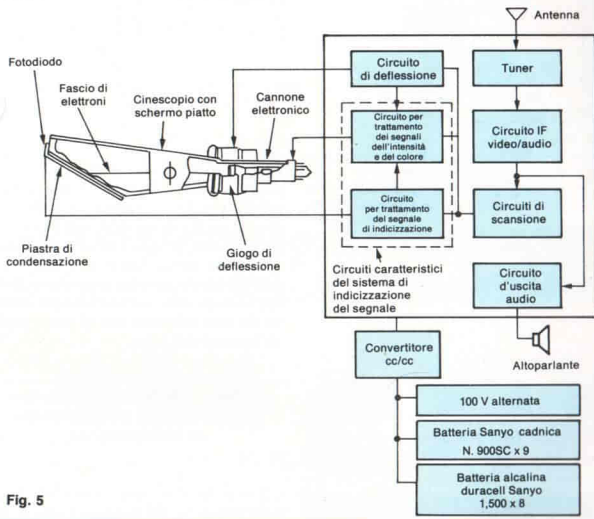 Antenna
Fotodiodo
Fascio di
elettroni
Cinescopio con
schermo piatto
Cannone
elettronico
Circuito
di deflessione
Tuner
Circuito per
trattamento
dei segnali
dell'intensità
e del colore
Circuito IF
video/audio
Circuito
per trattamento
del segnale
di indicizzazione
Circuiti di
scansione
Piastra di
condensazione
Giogo di
deflessione
Circuiti caratteristici
del sistema di
indicizzazione
del segnale
Circuito
d'uscita
audio
Altoparlante
Convertitore
cc/cc
100 V alternata
Batteria Sanyo cadnica
N. 900SC x 9
Batteria alcalina
duracell Sanyo
1,500 x 8
Fig. 5